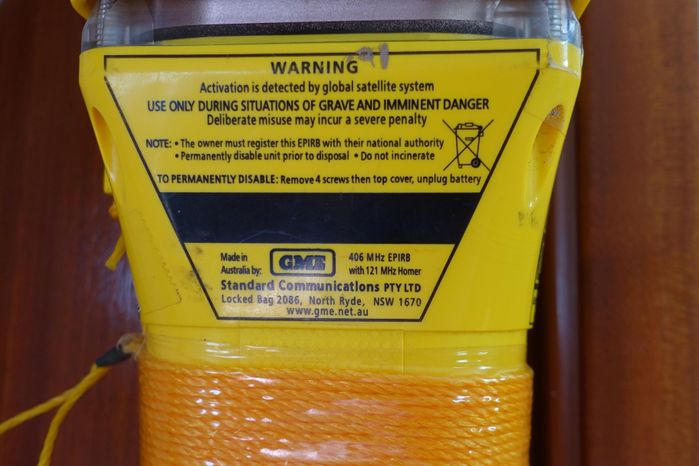 WARNING
Activation is detected by global satellite system
USE ONLY DURING SITUATIONS OF GRAVE AND IMMINENT DANGER
Deliberate misuse may incur a severe penalty
NOTE: • The owner must register this EPIRB with their national authority
• Permanently disable unit prior to disposal • Do not incinerate
TO PERMANENTLY DISABLE: Remove 4 screws then top cover, unplug battery
Made in
Australia by:
GME
406 MHz EPIRB
with 121 MHz Homer
Standard Communications PTY LTD
Locked Bag 2086, North Ryde, NSW 1670
www.gme.net.au